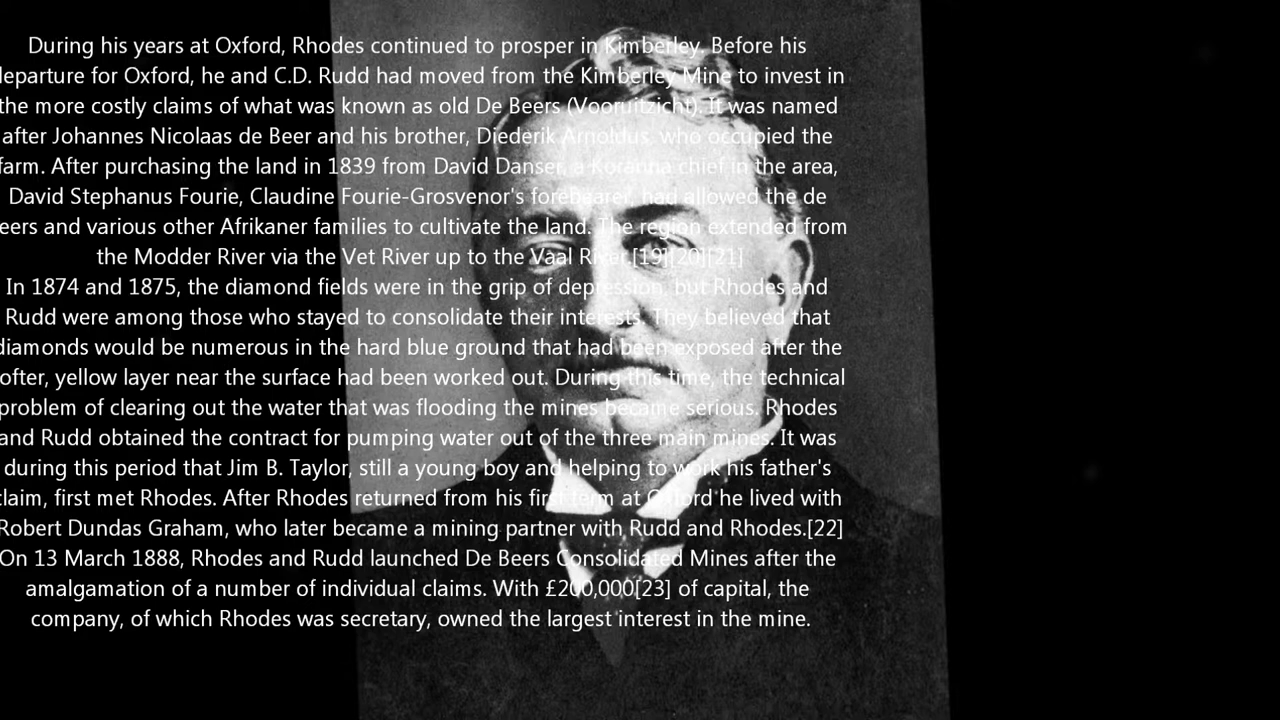 During his years at Oxford, Rhodes continued to prosper in Kimberley. Before his
departure for Oxford, he and C.D. Rudd had moved from the Kimberley Mine to invest in
the more costly claims of what was known as old De Beers (Vooruitzicht). It was named
after Johannes Nicolaas de Beer and his brother, Diederik Arnoldus, who occupied the
farm. After purchasing the land in 1839 from David Danser, a Koranna chief in the area,
David Stephanus Fourie, Claudine Fourie-Grosvenor's forebearer, had allowed the de
eers and various other Afrikaner families to cultivate the land. The region extended from
the Modder River via the Vet River up to the Vaal River.[19][20][21]
In 1874 and 1875, the diamond fields were in the grip of depression, but Rhodes and
Rudd were among those who stayed to consolidate their interests. They believed that
diamonds would be numerous in the hard blue ground that had been exposed after the
ofter, yellow layer near the surface had been worked out. During this time, the technical
problem of clearing out the water that was flooding the mines became serious. Rhodes
and Rudd obtained the contract for pumping water out of the three main mines. It was
during this period that Jim B. Taylor, still a young boy and helping to work his father's
claim, first met Rhodes. After Rhodes returned from his first term at Oxford he lived with
Robert Dundas Graham, who later became a mining partner with Rudd and Rhodes.[22]
On 13 March 1888, Rhodes and Rudd launched De Beers Consolidated Mines after the
amalgamation of a number of individual claims. With £200,000[23] of capital, the
company, of which Rhodes was secretary, owned the largest interest in the mine.